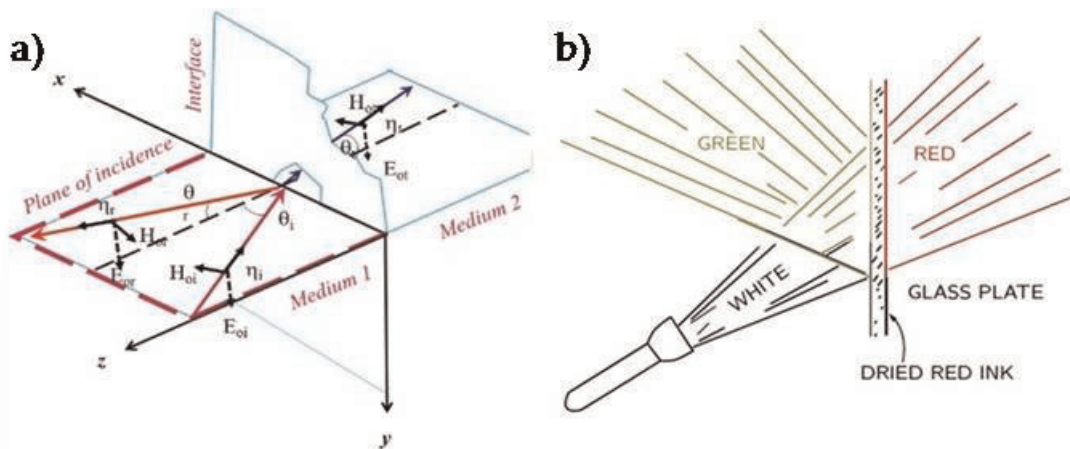 a)
x
Interface
Plane of incidence
θ
r
ηr
Hor
Eor
θi
Hoi
ηi
Eoi
Medium 1
Medium 2
z
y
ηt
θt
Eot
b)
GREEN
RED
WHITE
GLASS PLATE
DRIED RED INK